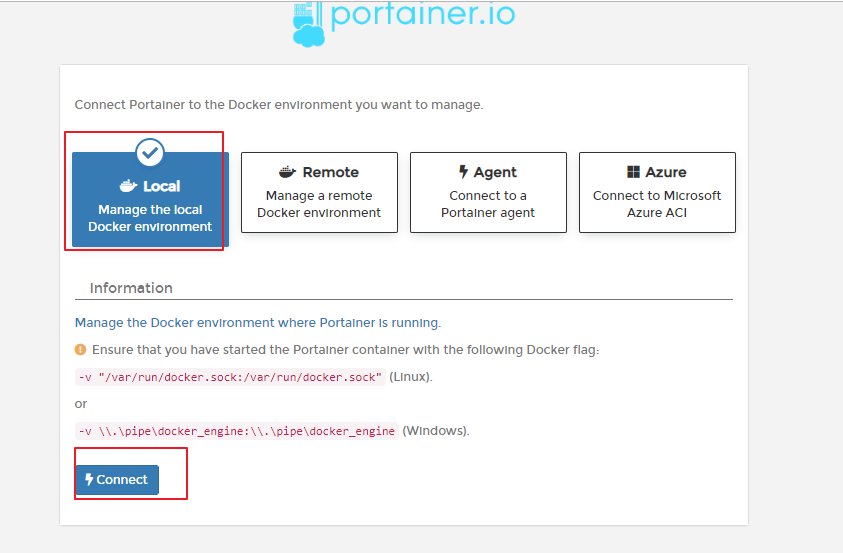 portainer.io
Connect Portainer to the Docker environment you want to manage.
Local
Manage the local
Docker environment
Remote
Manage a remote
Docker environment
Agent
Connect to a
Portainer agent
Azure
Connect to Microsoft
Azure ACI
Information
Manage the Docker environment where Portainer is running.
Ensure that you have started the Portainer container with the following Docker flag:
-v "/var/run/docker.sock:/var/run/docker.sock" (Linux).
or
-v \\.\pipe\docker_engine:\\.\pipe\docker_engine (Windows).
Connect